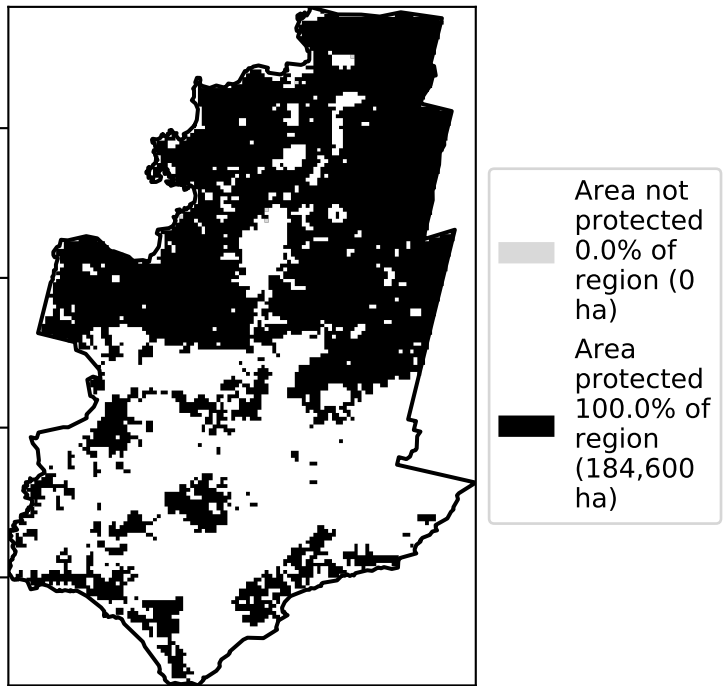 Area not
protected
0.0% of
region (0
ha)
Area
protected
100.0% of
region
(184,600
ha)